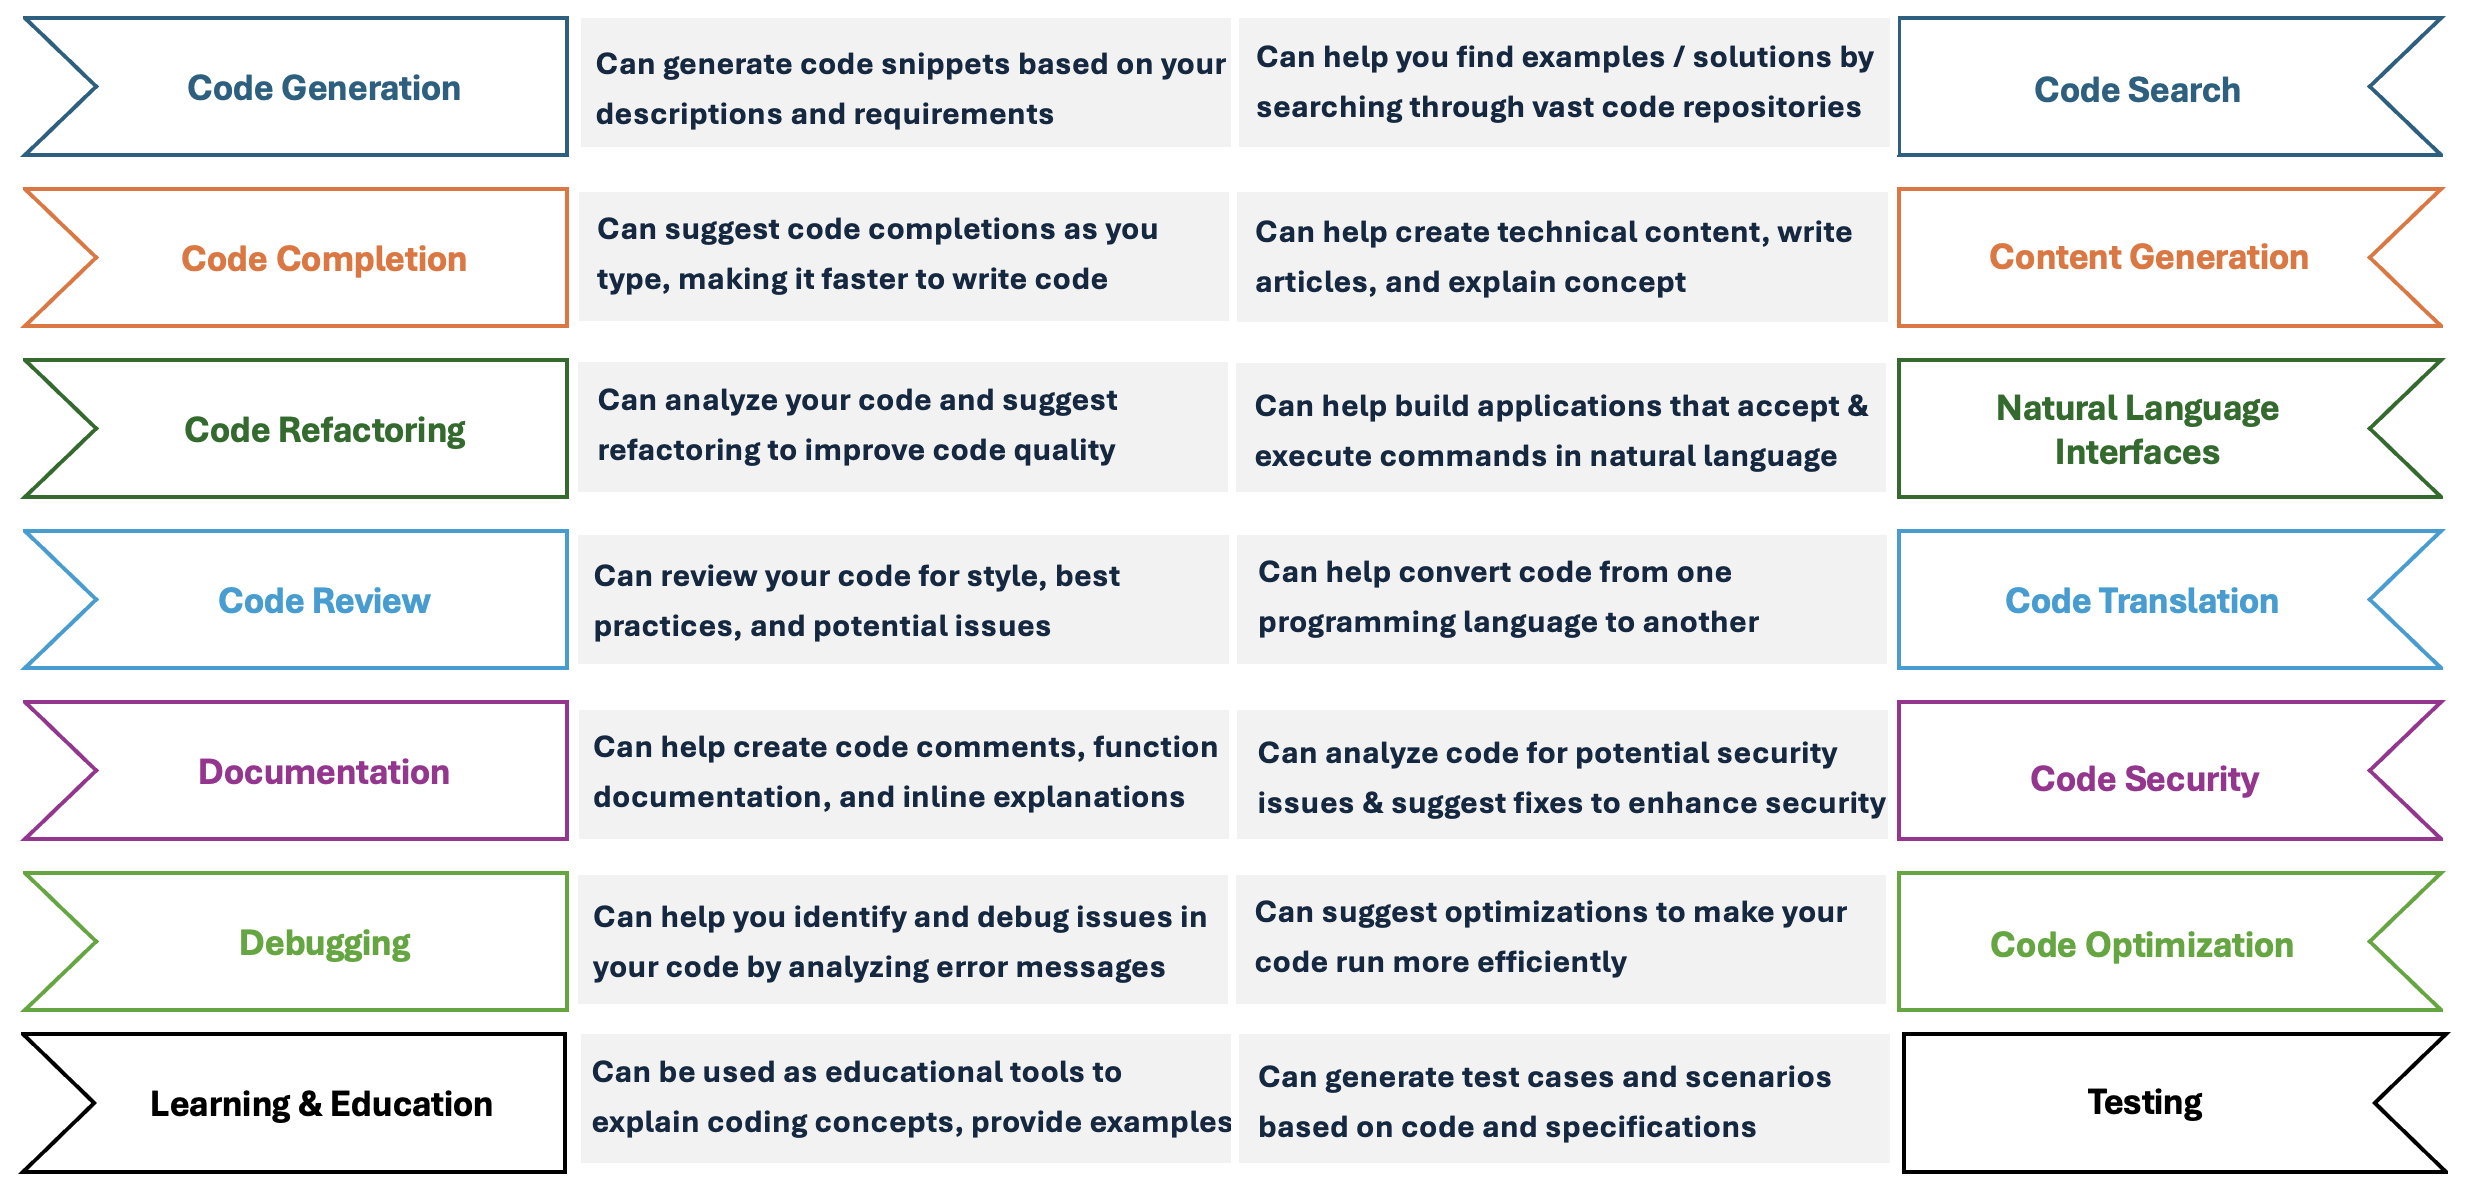 Code Generation
Can generate code snippets based on your
descriptions and requirements
Can help you find examples / solutions by
searching through vast code repositories
Code Search
Code Completion
Can suggest code completions as you
type, making it faster to write code
Can help create technical content, write
articles, and explain concept
Content Generation
Code Refactoring
Can analyze your code and suggest
refactoring to improve code quality
Can help build applications that accept &
execute commands in natural language
Natural Language
Interfaces
Code Review
Can review your code for style, best
practices, and potential issues
Can help convert code from one
programming language to another
Code Translation
Documentation
Can help create code comments, function
documentation, and inline explanations
Can analyze code for potential security
issues & suggest fixes to enhance security
Code Security
Debugging
Can help you identify and debug issues in
your code by analyzing error messages
Can suggest optimizations to make your
code run more efficiently
Code Optimization
Learning & Education
Can be used as educational tools to
explain coding concepts, provide examples
Can generate test cases and scenarios
based on code and specifications
Testing